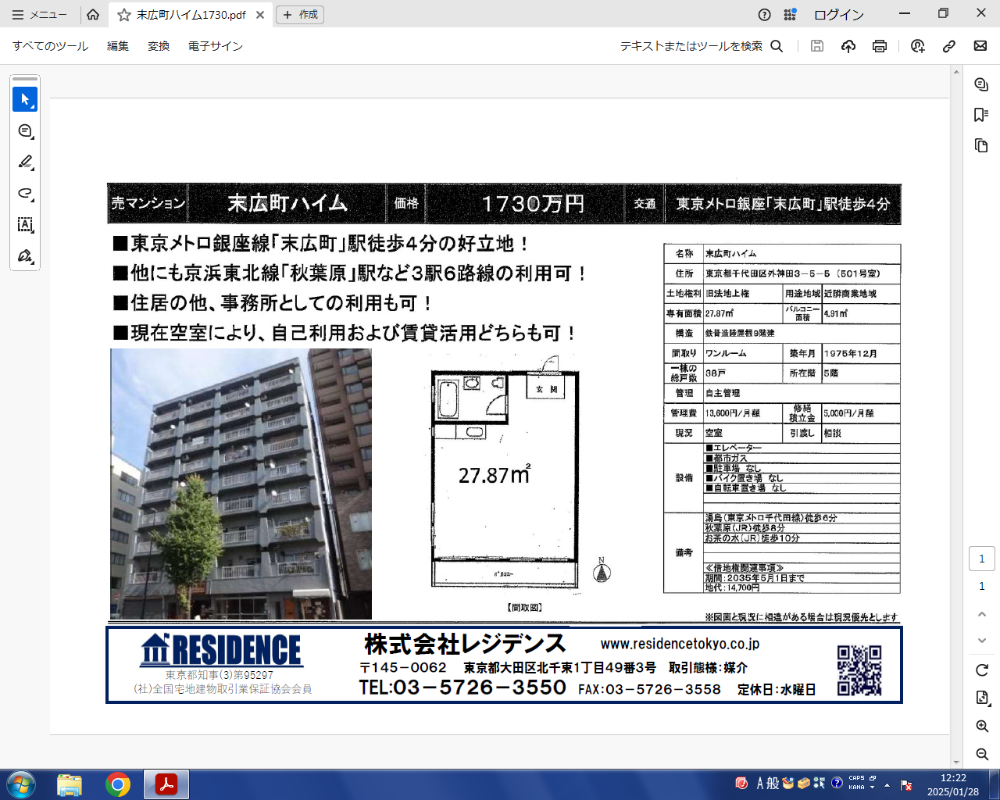 メニュー
末広町ハイム1730.pdf
作成
ログイン
すべてのツール 編集 変換 電子サイン
テキストまたはツールを検索
売マンション 末広町ハイム 価格 1730万円 交通 東京メトロ銀座「末広町」駅徒歩4分
■東京メトロ銀座線「末広町」駅徒歩4分の好立地！
■他にも京浜東北線「秋葉原」駅など3駅6路線の利用可！
■住居の他、事務所としての利用も可！
■現在空室により、自己利用および賃貸活用どちらも可！
玄関
27.87㎡
バルコニー
N
【間取図】
名称 末広町ハイム
住所 東京都千代田区外神田3－5－5（501号室）
土地権利 旧法地上権 用途地域 近隣商業地域
専有面積 27.87㎡ バルコニー面積 4.91㎡
構造 鉄骨造陸屋根9階建
間取り ワンルーム 築年月 1975年12月
一棟の総戸数 38戸 所在階 5階
管理 自主管理
管理費 13,600円/月額 修繕積立金 5,000円/月額
現況 空室 引渡し 相談
設備
■エレベーター
■都市ガス
■駐車場 なし
■バイク置き場 なし
■自転車置き場 なし
備考
湯島（東京メトロ千代田線）徒歩6分
秋葉原（JR）徒歩8分
お茶の水（JR）徒歩10分
≪借地権関連事項≫
期間：2035年5月1日まで
地代：14,700円
※図面と現況に相違がある場合は現況優先とします
RESIDENCE
東京都知事(3)第95297
(社)全国宅地建物取引業保証協会会員
株式会社レジデンス www.residencetokyo.co.jp
〒145－0062 東京都大田区北千束1丁目49番3号 取引態様：媒介
TEL:03－5726－3550 FAX:03－5726－3558 定休日：水曜日
1
1
A 般
CAPS
KANA
12:22
2025/01/28